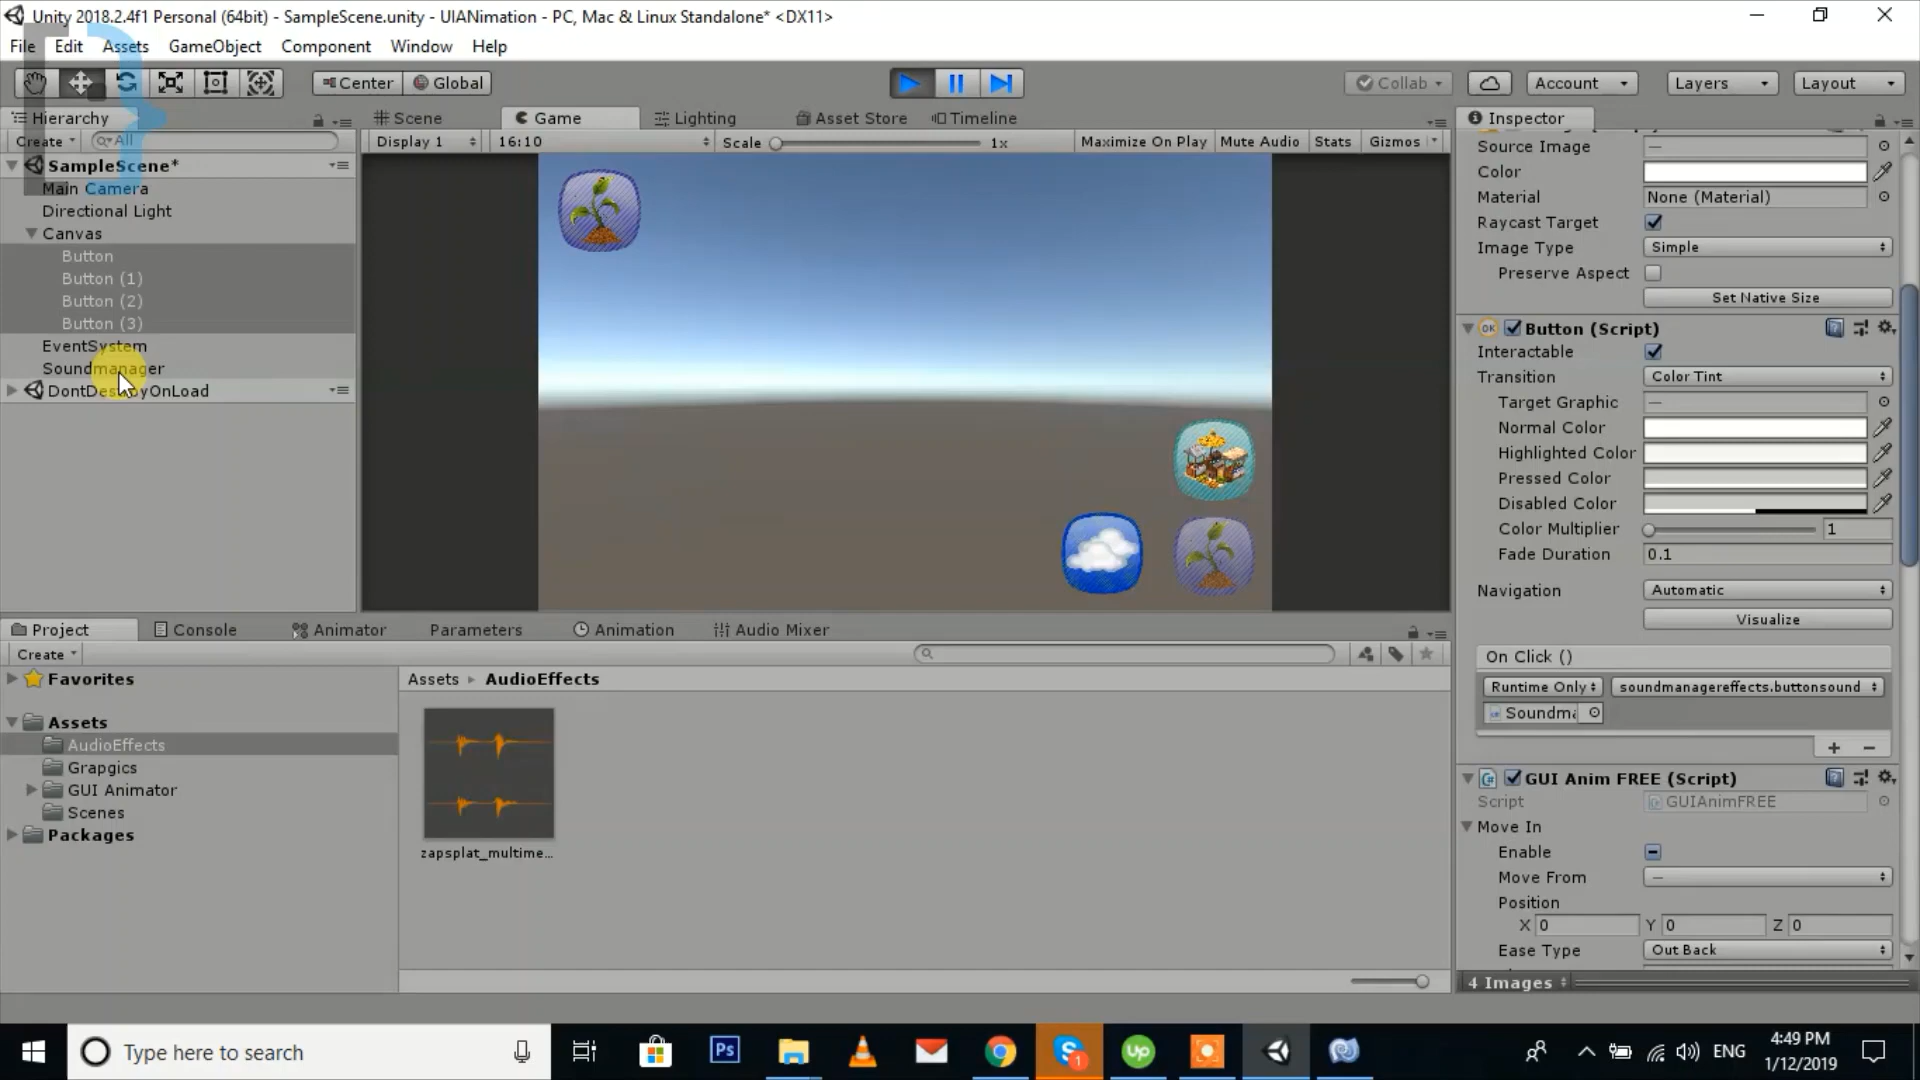 Unity 2018.2.4f1 Personal (64bit) - SampleScene.unity - UIANimation - PC, Mac & Linux Standalone* <DX11>
File Edit Assets GameObject Component Window Help
Center Global Collab Account Layers Layout
Hierarchy Scene Game Lighting Asset Store Timeline Inspector
Create All Display 1 16:10 Scale 1x Maximize On Play Mute Audio Stats Gizmos
SampleScene*
Main Camera
Directional Light
Canvas
Button
Button (1)
Button (2)
Button (3)
EventSystem
Soundmanager
DontDestroyOnLoad
Source Image —
Color
Material None (Material)
Raycast Target
Image Type Simple
Preserve Aspect
Set Native Size
Button (Script)
Interactable
Transition Color Tint
Target Graphic —
Normal Color
Highlighted Color
Pressed Color
Disabled Color
Color Multiplier 1
Fade Duration 0.1
Navigation Automatic
Visualize
On Click ()
Runtime Only soundmanagereffects.buttonsound
Soundma
+ −
GUI Anim FREE (Script)
Script GUIAnimFREE
Move In
Enable
Move From —
Position
X 0 Y 0 Z 0
Ease Type Out Back
4 Images
Project Console Animator Parameters Animation Audio Mixer
Create
Favorites
Assets
AudioEffects
Grapgics
GUI Animator
Scenes
Packages
Assets AudioEffects
zapsplat_multime...
Type here to search
Ps
up
1
ENG
4:49 PM
1/12/2019